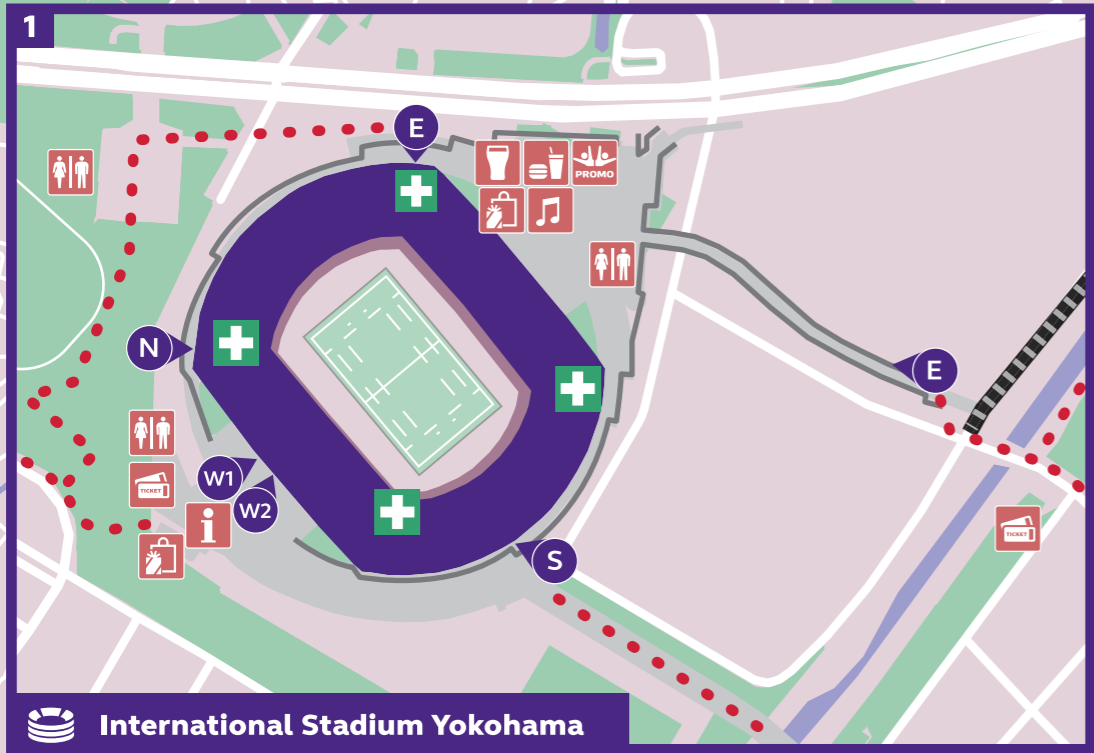 1
E
PROMO
N
E
W1
TICKET
W2
i
TICKET
S
International Stadium Yokohama